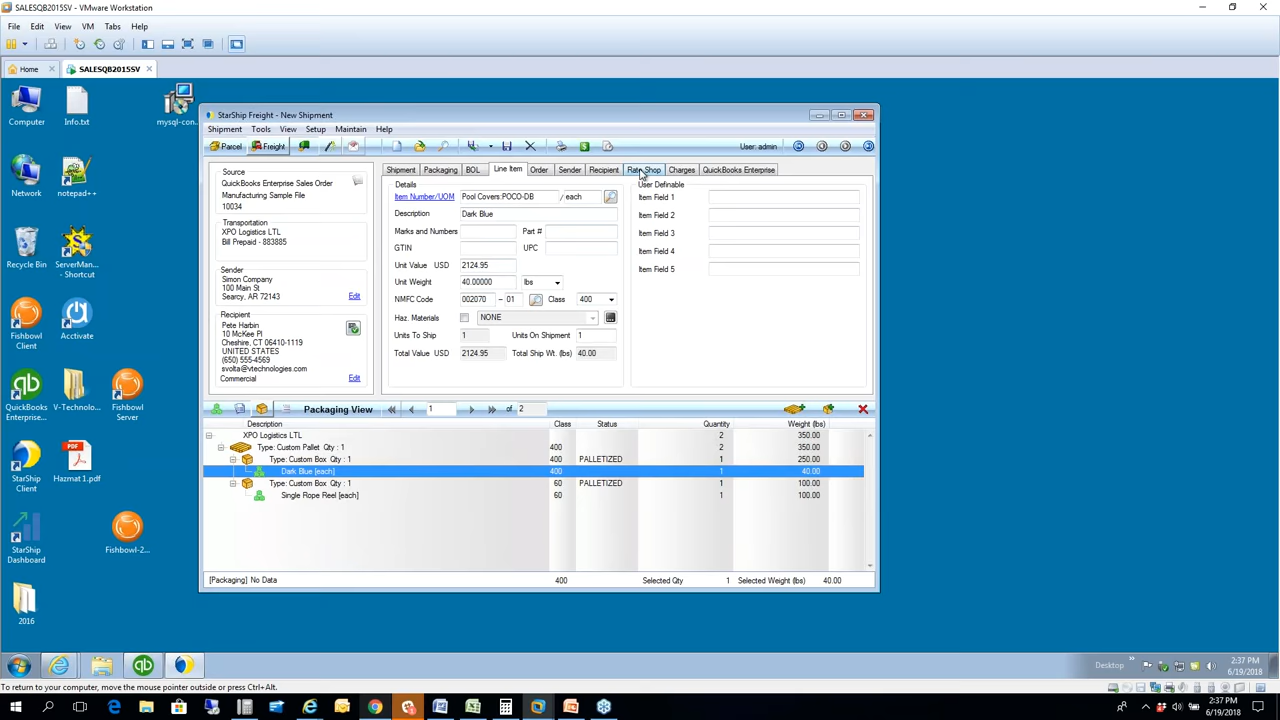 SALESQB2015SV - VMware Workstation
File Edit View VM Tabs Help
Home SALESQB2015SV
Computer
Info.txt
mysql-con...
Network
notepad++
Recycle Bin
ServerMan... - Shortcut
Fishbowl Client
Acctivate
QuickBooks Enterprise...
V-Technolo...
Fishbowl Server
StarShip Client
Hazmat 1.pdf
StarShip Dashboard
Fishbowl-2...
2016
StarShip Freight - New Shipment
Shipment Tools View Setup Maintain Help
Parcel Freight User: admin
Source
QuickBooks Enterprise Sales Order
Manufacturing Sample File
10034
Transportation
XPO Logistics LTL
Bill Prepaid - 883885
Sender
Simon Company
100 Main St
Searcy, AR 72143 Edit
Recipient
Pete Harbin
10 McKee Pl
Cheshire, CT 06410-1119
UNITED STATES
(650) 555-4569
svolta@vtechnologies.com
Commercial Edit
Shipment Packaging BOL Line Item Order Sender Recipient Rate Shop Charges QuickBooks Enterprise
Details
Item Number/UOM Pool Covers:POCO-DB / each
Description Dark Blue
Marks and Numbers Part #
GTIN UPC
Unit Value USD 2124.95
Unit Weight 40.00000 lbs
NMFC Code 002070 - 01 Class 400
Haz. Materials NONE
Units To Ship 1 Units On Shipment 1
Total Value USD 2124.95 Total Ship Wt. (lbs) 40.00
User Definable
Item Field 1
Item Field 2
Item Field 3
Item Field 4
Item Field 5
Packaging View 1 of 2
Description Class Status Quantity Weight (lbs)
XPO Logistics LTL 2 350.00
Type: Custom Pallet Qty : 1 400 2 350.00
Type: Custom Box Qty : 1 400 PALLETIZED 1 250.00
Dark Blue [each] 400 1 40.00
Type: Custom Box Qty : 1 60 PALLETIZED 1 100.00
Single Rope Reel [each] 60 1 100.00
[Packaging] No Data 400 Selected Qty 1 Selected Weight (lbs) 40.00
Desktop 2:37 PM
6/19/2018
To return to your computer, move the mouse pointer outside or press Ctrl+Alt.
2:37 PM
6/19/2018